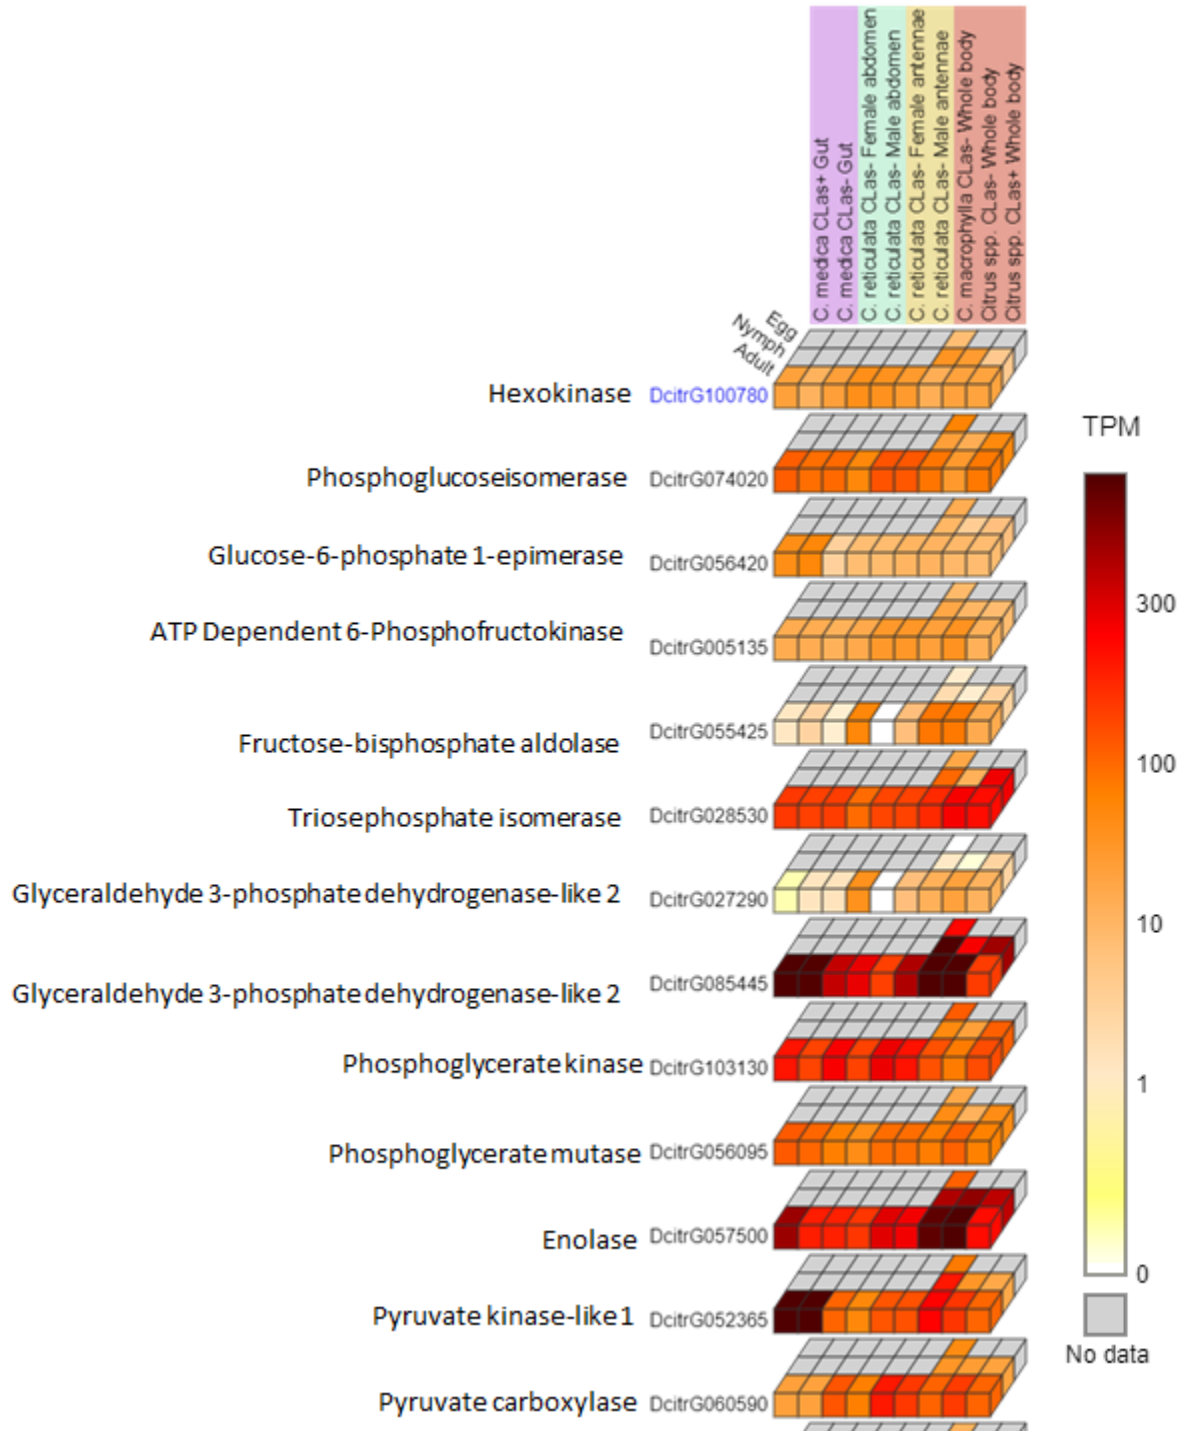 C. medica CLas+ Gut
C. medica CLas- Gut
C. reticulata CLas- Female abdomen
C. reticulata CLas- Male abdomen
C. reticulata CLas- Female antennae
C. reticulata CLas- Male antennae
C. macrophylla CLas- Whole body
Citrus spp. CLas- Whole body
Citrus spp. CLas+ Whole body
Egg
Nymph
Adult
Hexokinase DcitrG100780
Phosphoglucoseisomerase DcitrG074020
Glucose-6-phosphate 1-epimerase DcitrG056420
ATP Dependent 6-Phosphofructokinase DcitrG005135
Fructose-bisphosphate aldolase DcitrG055425
Triosephosphate isomerase DcitrG028530
Glyceraldehyde 3-phosphate dehydrogenase-like 2 DcitrG027290
Glyceraldehyde 3-phosphate dehydrogenase-like 2 DcitrG085445
Phosphoglycerate kinase DcitrG103130
Phosphoglycerate mutase DcitrG056095
Enolase DcitrG057500
Pyruvate kinase-like 1 DcitrG052365
Pyruvate carboxylase DcitrG060590
TPM
300
100
10
1
0
No data